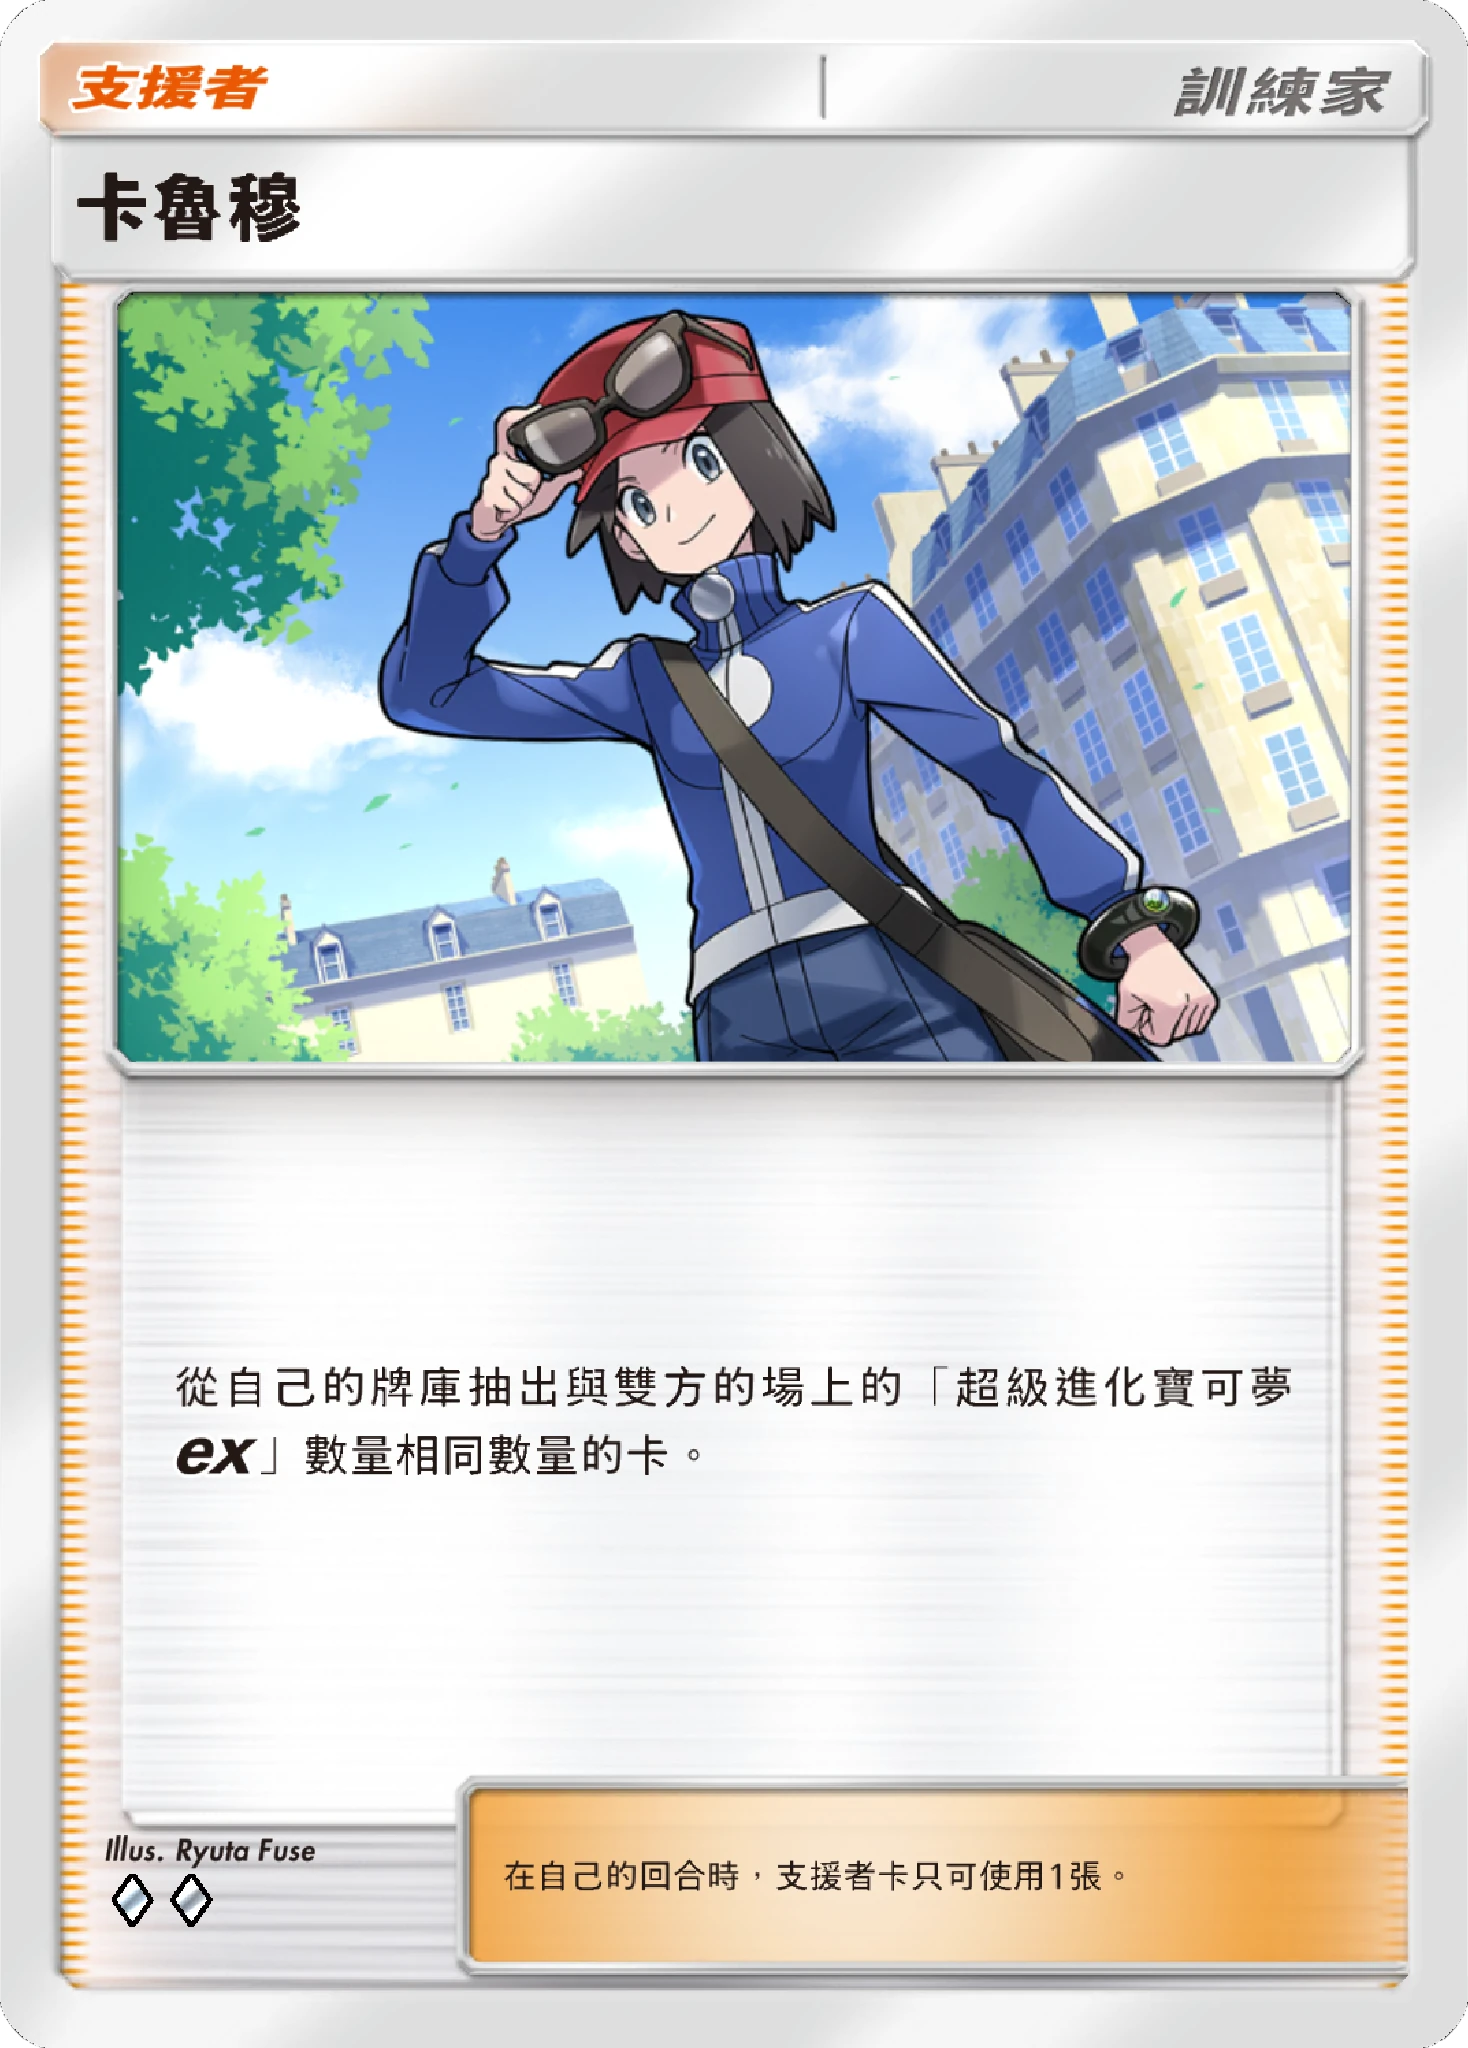 支援者
訓練家
卡魯穆
從自己的牌庫抽出與雙方的場上的「超級進化寶可夢
ex」數量相同數量的卡。
Illus. Ryuta Fuse
在自己的回合時，支援者卡只可使用1張。